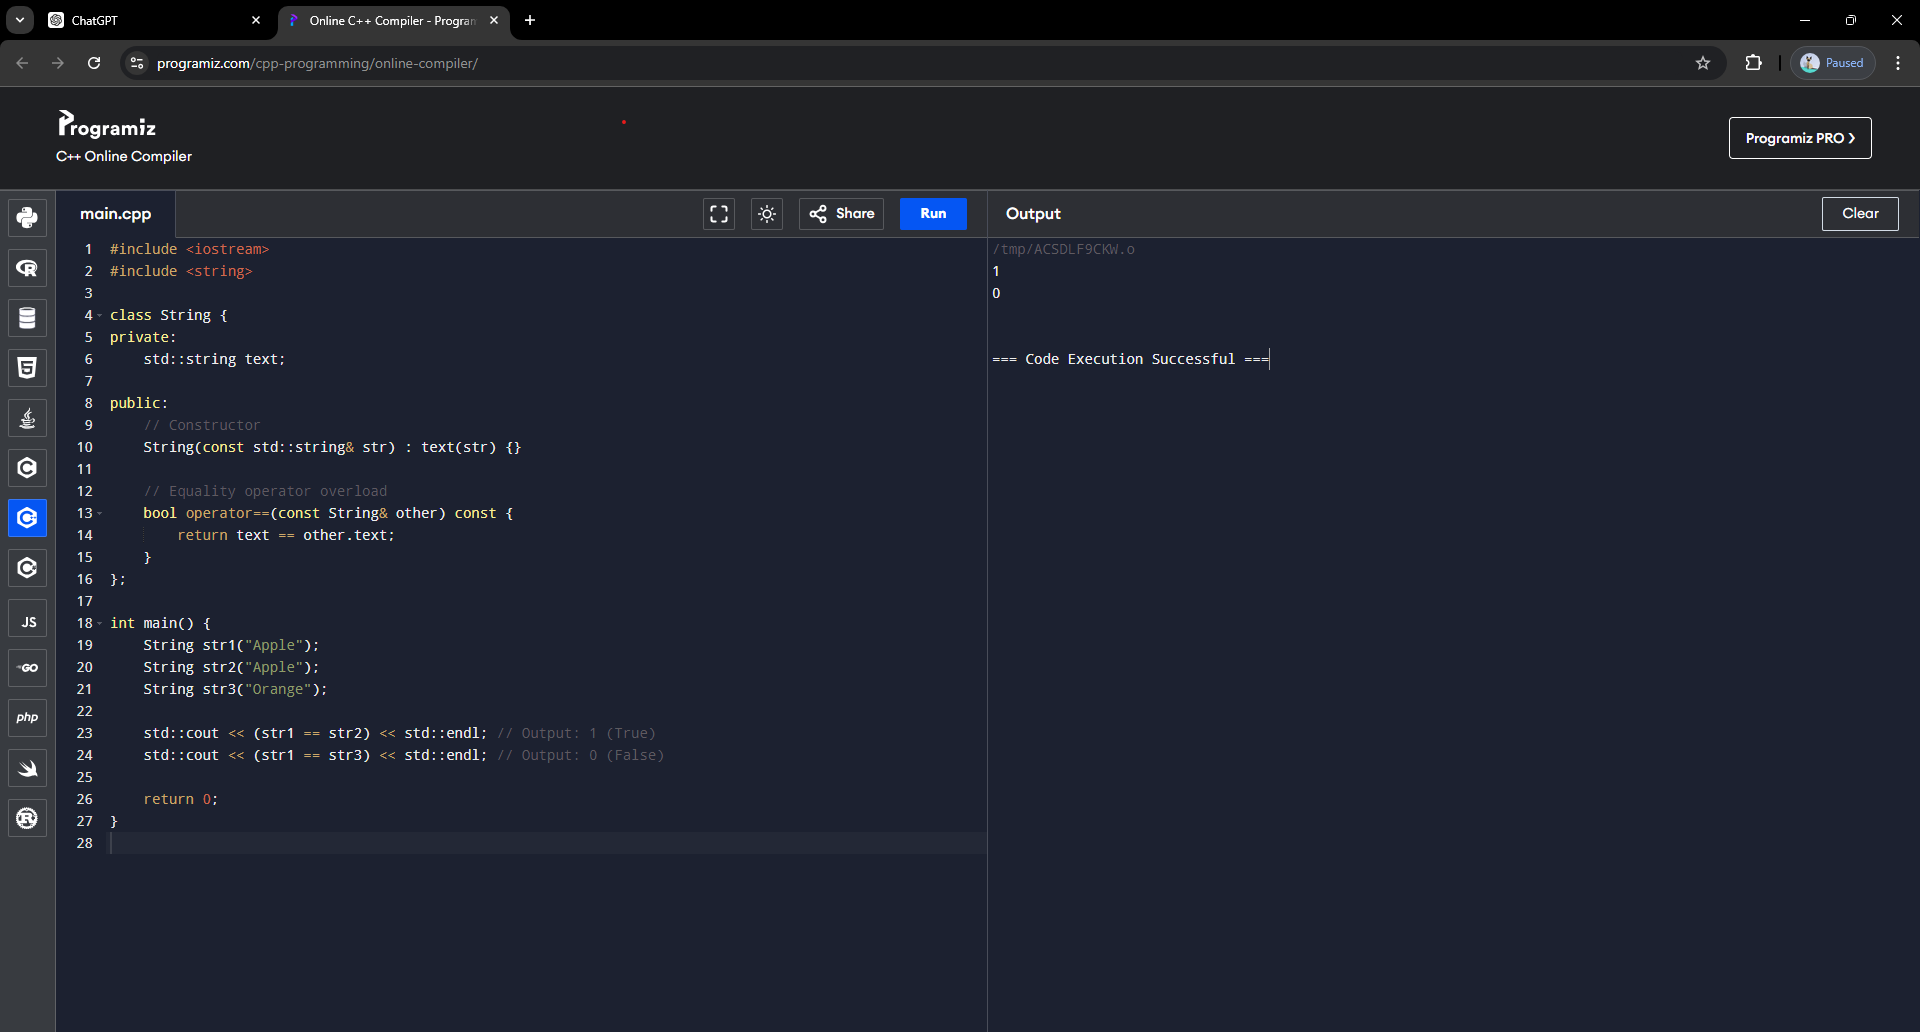 ChatGPT
Online C++ Compiler - Program
programiz.com/cpp-programming/online-compiler/
Paused
Programiz
C++ Online Compiler
Programiz PRO ❯
main.cpp
Share
Run
Output
Clear
JS
GO
php
1 #include <iostream>
2 #include <string>
3
4 class String {
5 private:
6     std::string text;
7
8 public:
9     // Constructor
10     String(const std::string& str) : text(str) {}
11
12     // Equality operator overload
13     bool operator==(const String& other) const {
14         return text == other.text;
15     }
16 };
17
18 int main() {
19     String str1("Apple");
20     String str2("Apple");
21     String str3("Orange");
22
23     std::cout << (str1 == str2) << std::endl; // Output: 1 (True)
24     std::cout << (str1 == str3) << std::endl; // Output: 0 (False)
25
26     return 0;
27 }
28
/tmp/ACSDLF9CKW.o
1
0
=== Code Execution Successful ===